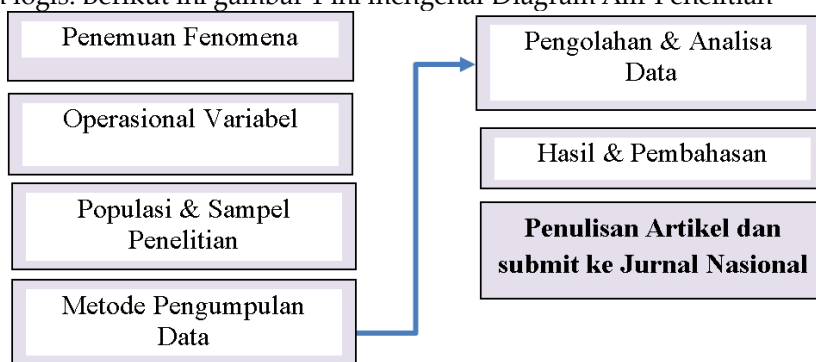 logis. Berikut ini gambar 1 ini mengenai Diagram Alir Penelitian
Penemuan Fenomena
Operasional Variabel
Populasi & Sampel
Penelitian
Metode Pengumpulan
Data
Pengolahan & Analisa
Data
Hasil & Pembahasan
Penulisan Artikel dan
submit ke Jurnal Nasional